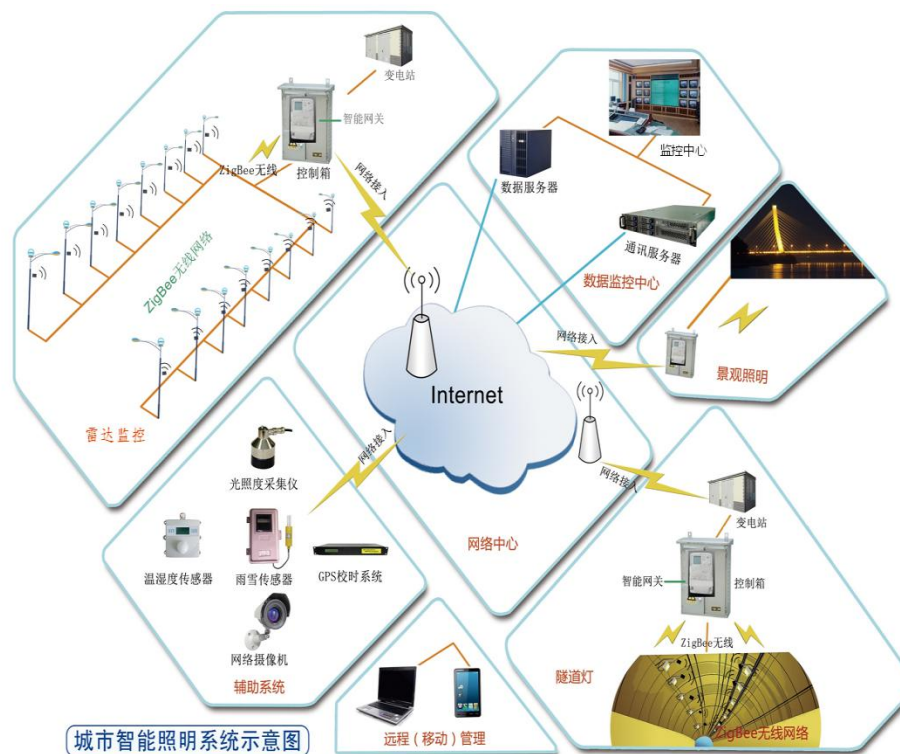 变电站
智能网关
ZigBee无线
控制箱
网络接入
ZigBee无线网络
雷达监控
监控中心
数据服务器
通讯服务器
数据监控中心
网络接入
景观照明
Internet
网络接入
网络接入
网络中心
光照度采集仪
温湿度传感器
雨雪传感器
GPS校时系统
网络摄像机
辅助系统
变电站
智能网关
控制箱
ZigBee无线
隧道灯
ZigBee无线网络
远程（移动）管理
城市智能照明系统示意图